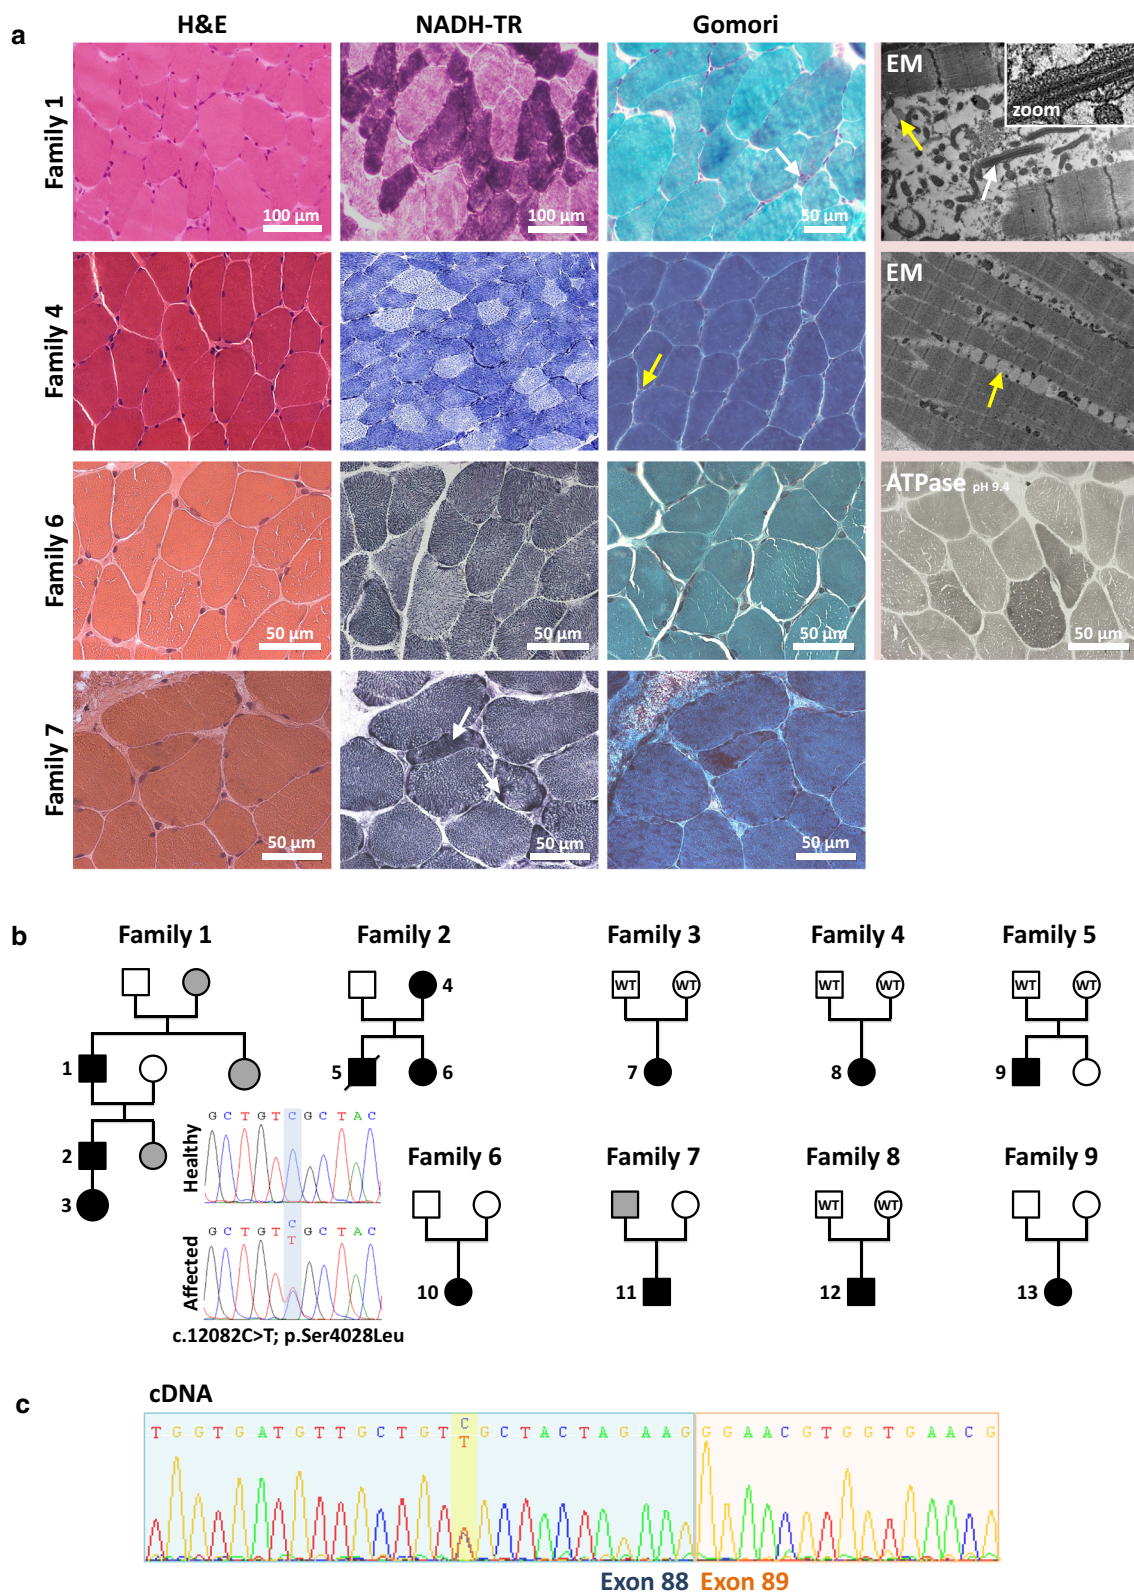 a
H&E NADH-TR Gomori
Family 1
100 µm
100 µm
50 µm
EM
zoom
Family 4
EM
Family 6
50 µm
50 µm
50 µm
ATPase pH 9.4
50 µm
Family 7
50 µm
50 µm
50 µm
b
Family 1 Family 2 Family 3 Family 4 Family 5
4
WT WT
WT WT
WT WT
1
5
6
7
8
9
2
3
Healthy
G C T G T C G C T A C
Affected
G C T G T C G C T A C
T
c.12082C>T; p.Ser4028Leu
Family 6 Family 7 Family 8 Family 9
WT WT
10
11
12
13
c
cDNA
T G G T G A T G T T G C T G T C G C T A C T A G A A G G G A A C G T G G T G A A C G
T
Exon 88 Exon 89